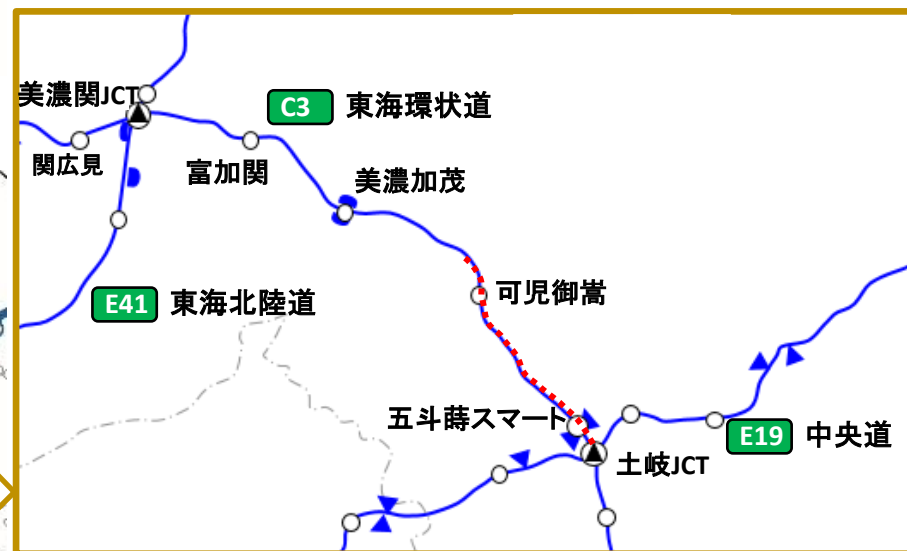 美濃関JCT
C3 東海環状道
関広見
富加関
美濃加茂
E41 東海北陸道
可児御嵩
五斗蒔スマート
E19 中央道
土岐JCT